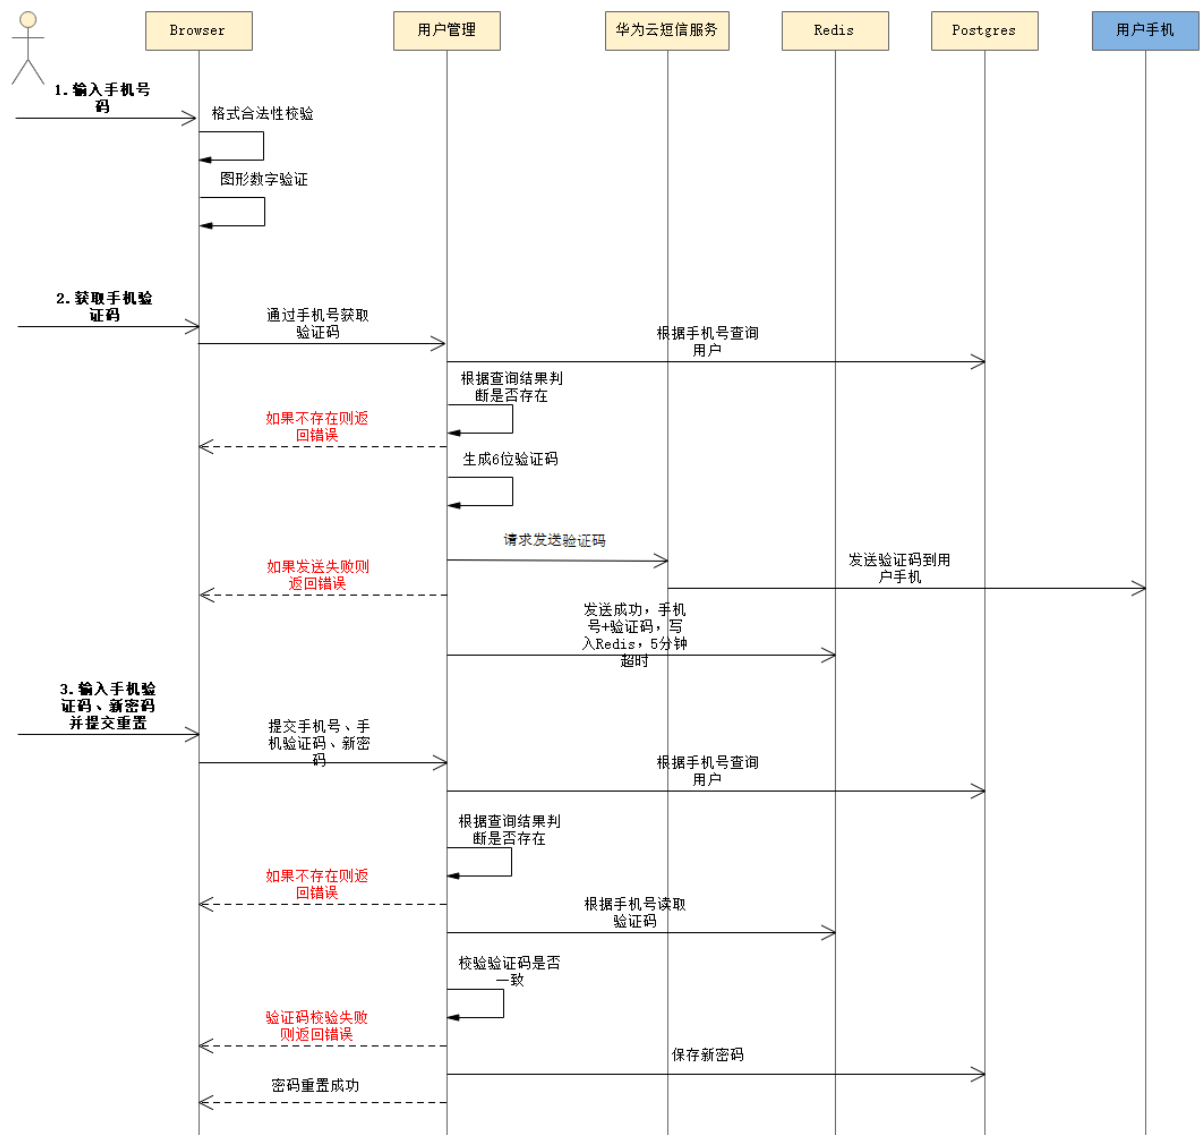 Browser
用户管理
华为云短信服务
Redis
Postgres
用户手机
1.输入手机号
码
格式合法性校验
图形数字验证
2.获取手机验
证码
通过手机号获取
验证码
根据手机号查询
用户
根据查询结果判
断是否存在
如果不存在则返
回错误
生成6位验证码
请求发送验证码
如果发送失败则
返回错误
发送验证码到用
户手机
发送成功，手机
号+验证码，写
入Redis，5分钟
超时
3.输入手机验
证码、新密码
并提交重置
提交手机号、手
机验证码、新密
码
根据手机号查询
用户
根据查询结果判
断是否存在
如果不存在则返
回错误
根据手机号读取
验证码
校验验证码是否
一致
验证码校验失败
则返回错误
保存新密码
密码重置成功